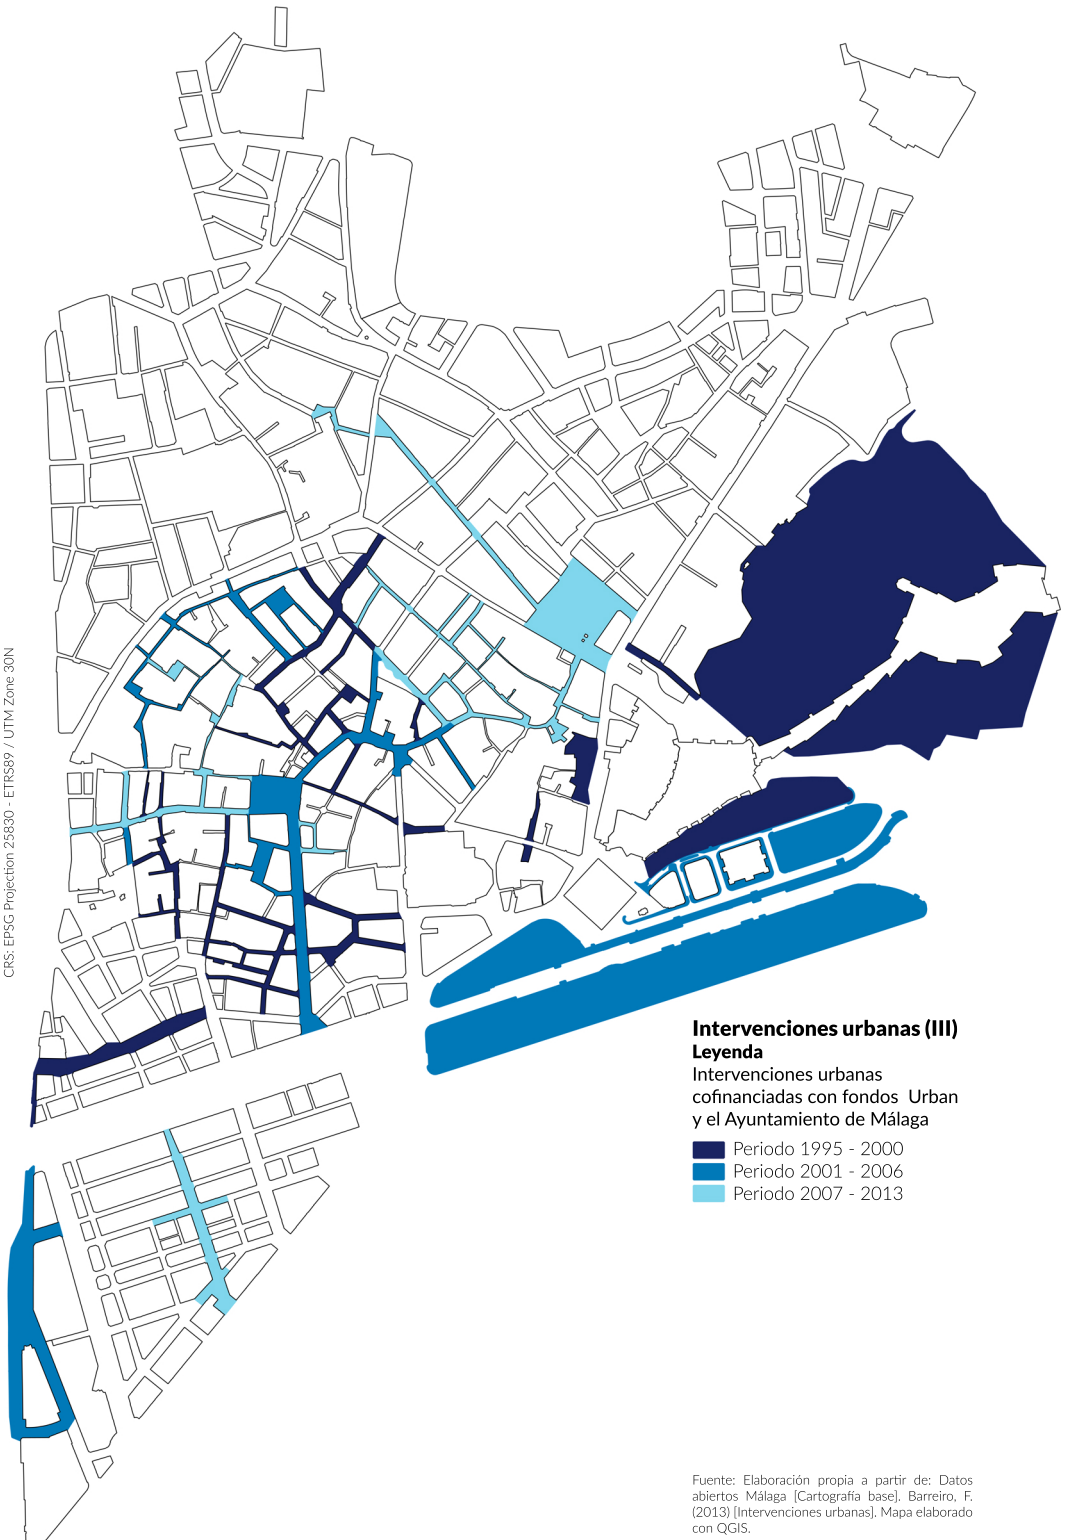 CRS: EPSG Projection 25830 - ETRS89 / UTM Zone 30N
Intervenciones urbanas (III)
Leyenda
Intervenciones urbanas
cofinanciadas con fondos Urban
y el Ayuntamiento de Málaga
Periodo 1995 - 2000
Periodo 2001 - 2006
Periodo 2007 - 2013
Fuente: Elaboración propia a partir de: Datos
abiertos Málaga [Cartografía base]. Barreiro, F.
(2013) [Intervenciones urbanas]. Mapa elaborado
con QGIS.